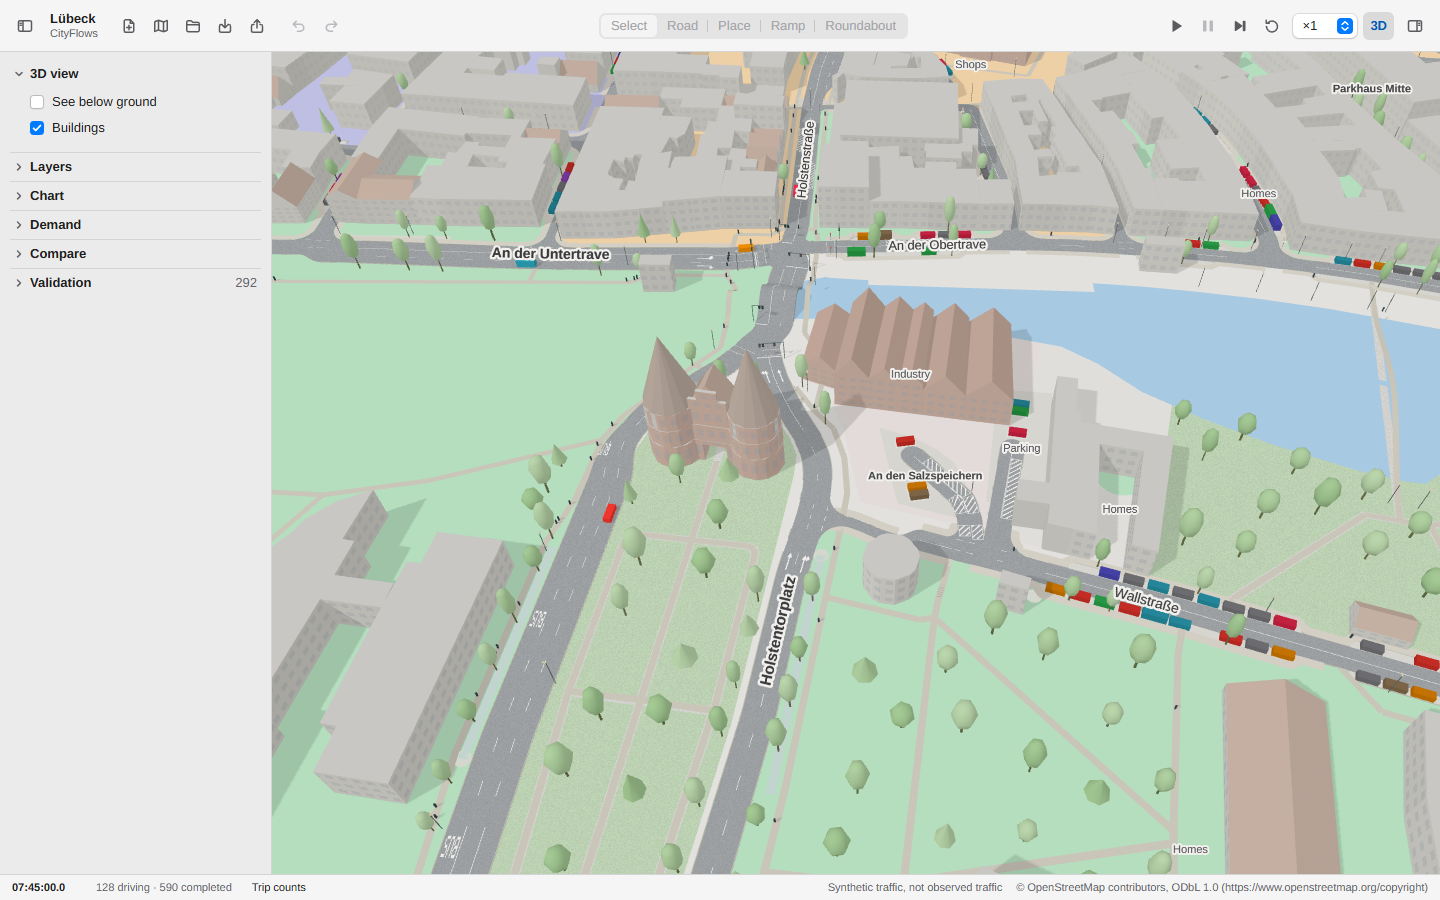 Lübeck
CityFlows
Select
Road
Place
Ramp
Roundabout
×1
3D
3D view
See below ground
Buildings
Layers
Chart
Demand
Compare
Validation
292
Shops
Parkhaus Mitte
Holstenstraße
Homes
An der Untertrave
An der Obertrave
Industry
Parking
An den Salzspeichern
Homes
Wallstraße
Holstentorplatz
Homes
07:45:00.0
128 driving · 590 completed
Trip counts
Synthetic traffic, not observed traffic
© OpenStreetMap contributors, ODbL 1.0 (https://www.openstreetmap.org/copyright)